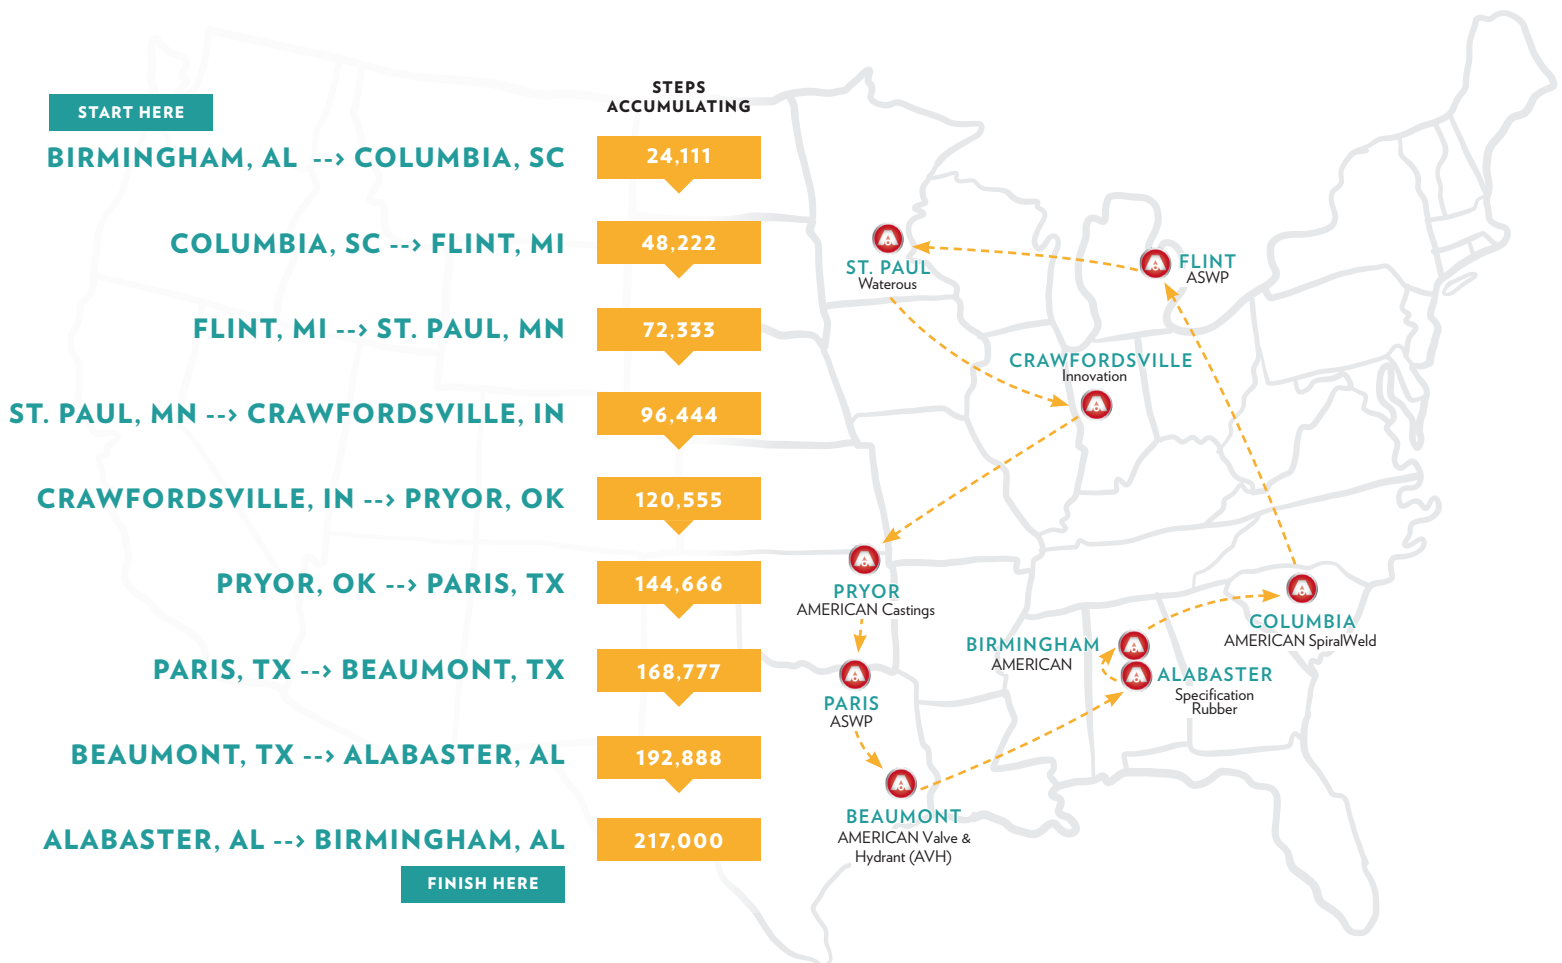 START HERE
STEPS
ACCUMULATING
BIRMINGHAM, AL --> COLUMBIA, SC
24,111
COLUMBIA, SC --> FLINT, MI
48,222
FLINT, MI --> ST. PAUL, MN
72,333
ST. PAUL, MN --> CRAWFORDSVILLE, IN
96,444
CRAWFORDSVILLE, IN --> PRYOR, OK
120,555
PRYOR, OK --> PARIS, TX
144,666
PARIS, TX --> BEAUMONT, TX
168,777
BEAUMONT, TX --> ALABASTER, AL
192,888
ALABASTER, AL --> BIRMINGHAM, AL
217,000
FINISH HERE
ST. PAUL
Waterous
FLINT
ASWP
CRAWFORDSVILLE
Innovation
PRYOR
AMERICAN Castings
COLUMBIA
AMERICAN SpiralWeld
BIRMINGHAM
AMERICAN
ALABASTER
Specification
Rubber
PARIS
ASWP
BEAUMONT
AMERICAN Valve &
Hydrant (AVH)